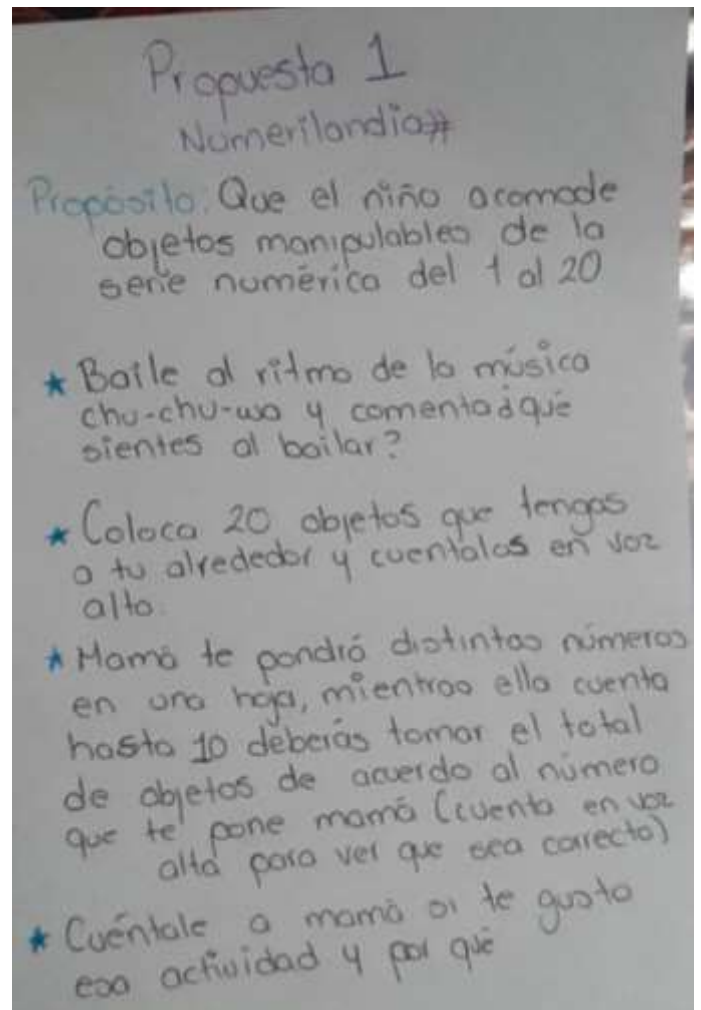 Propuesta 1
Numerilandia#
Propósito: Que el niño acomode
objetos manipulables de la
serie numérica del 1 al 20
★ Baile al ritmo de la música
chu-chu-wa y comenta ¿qué
sientes al bailar?
★ Coloca 20 objetos que tengas
a tu alrededor y cuentalos en voz
alta.
★ Mamá te pondrá distintos números
en una hoja, mientras ella cuenta
hasta 10 deberás tomar el total
de objetos de acuerdo al número
que te pone mamá (cuenta en voz
alta para ver que sea correcto)
★ Cuéntale a mamá si te gusto
esa actividad y por qué